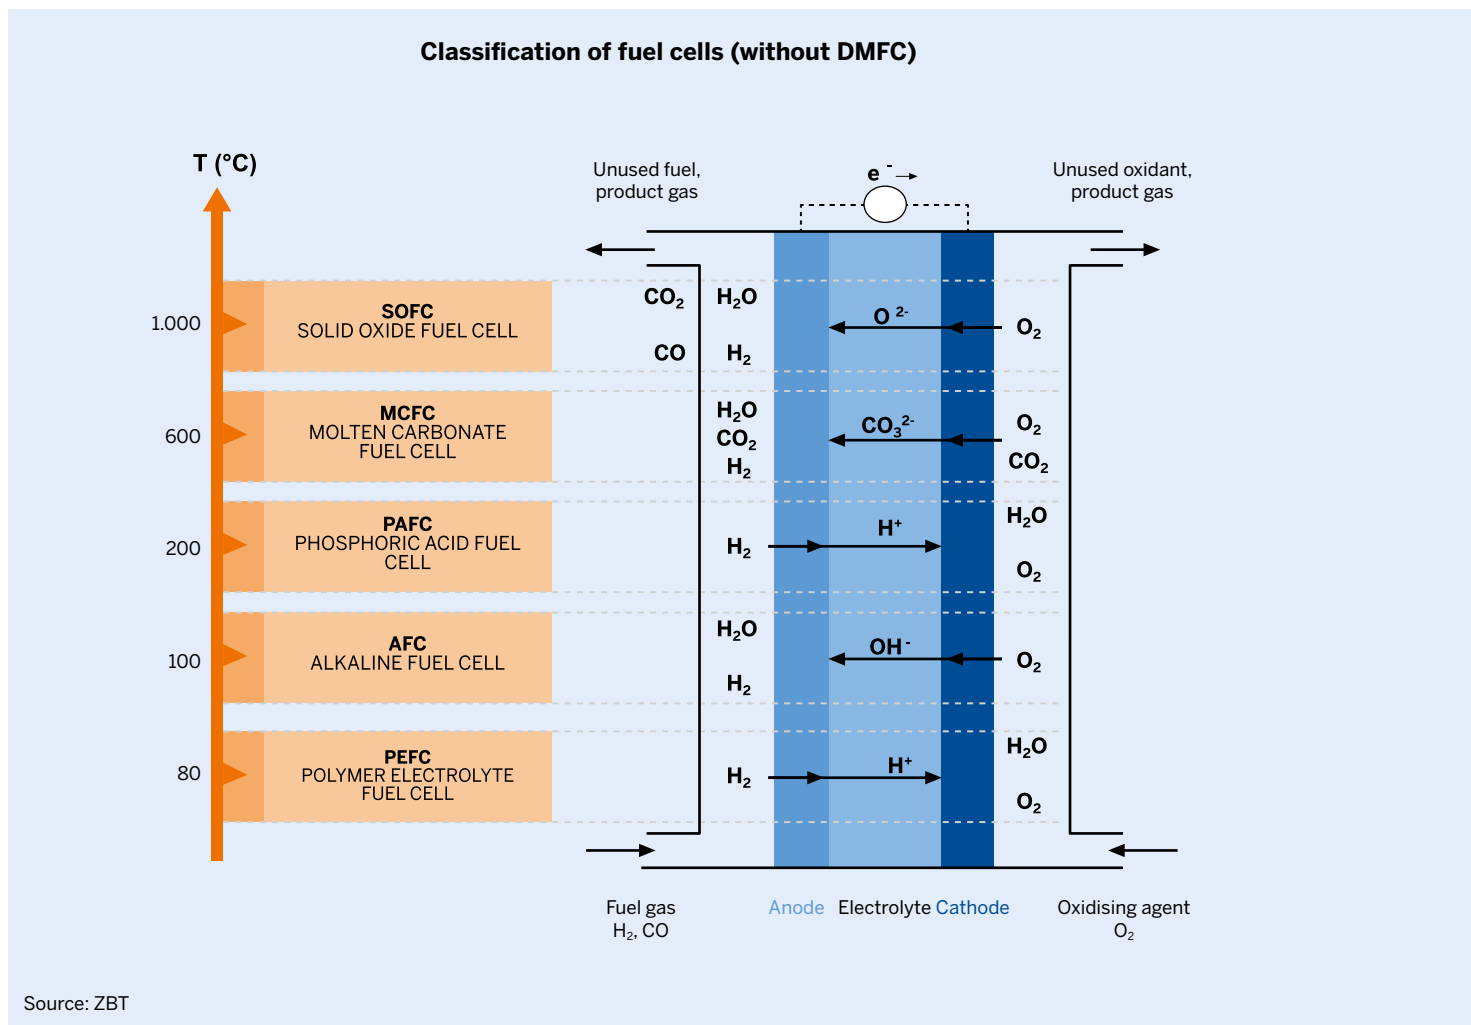 Classification of fuel cells (without DMFC)
T (°C)
Unused fuel,
product gas
e⁻
Unused oxidant,
product gas
1.000
SOFC
SOLID OXIDE FUEL CELL
CO₂ H₂O
O²⁻
O₂
CO H₂
600
MCFC
MOLTEN CARBONATE
FUEL CELL
H₂O
CO₂
H₂
CO₃²⁻
O₂
CO₂
200
PAFC
PHOSPHORIC ACID FUEL
CELL
H₂
H⁺
H₂O
O₂
100
AFC
ALKALINE FUEL CELL
H₂O
H₂
OH⁻
O₂
80
PEFC
POLYMER ELECTROLYTE
FUEL CELL
H₂
H⁺
H₂O
O₂
Fuel gas
H₂, CO
Anode Electrolyte Cathode
Oxidising agent
O₂
Source: ZBT